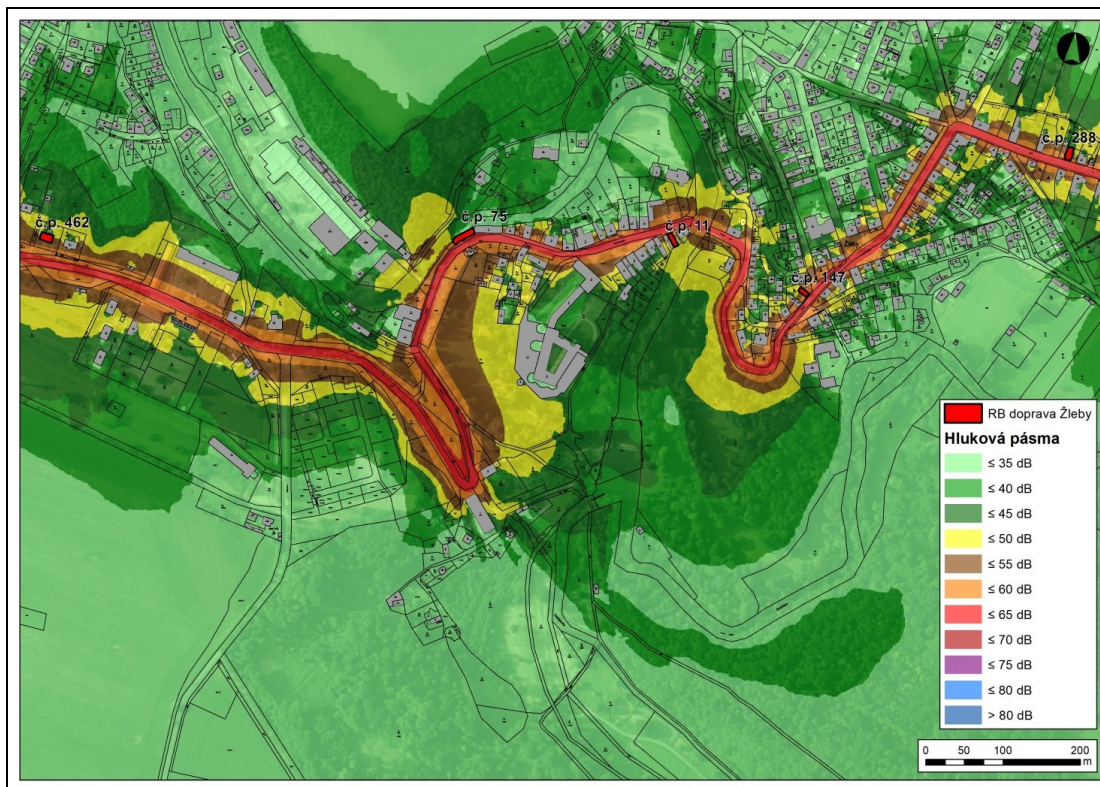 č.p. 288
č.p. 462
č.p. 75
č.p. 11
Žleby
č.p. 147
RB doprava Žleby
Hluková pásma
≤ 35 dB
≤ 40 dB
≤ 45 dB
≤ 50 dB
≤ 55 dB
≤ 60 dB
≤ 65 dB
≤ 70 dB
≤ 75 dB
≤ 80 dB
> 80 dB
0 50 100 200
m